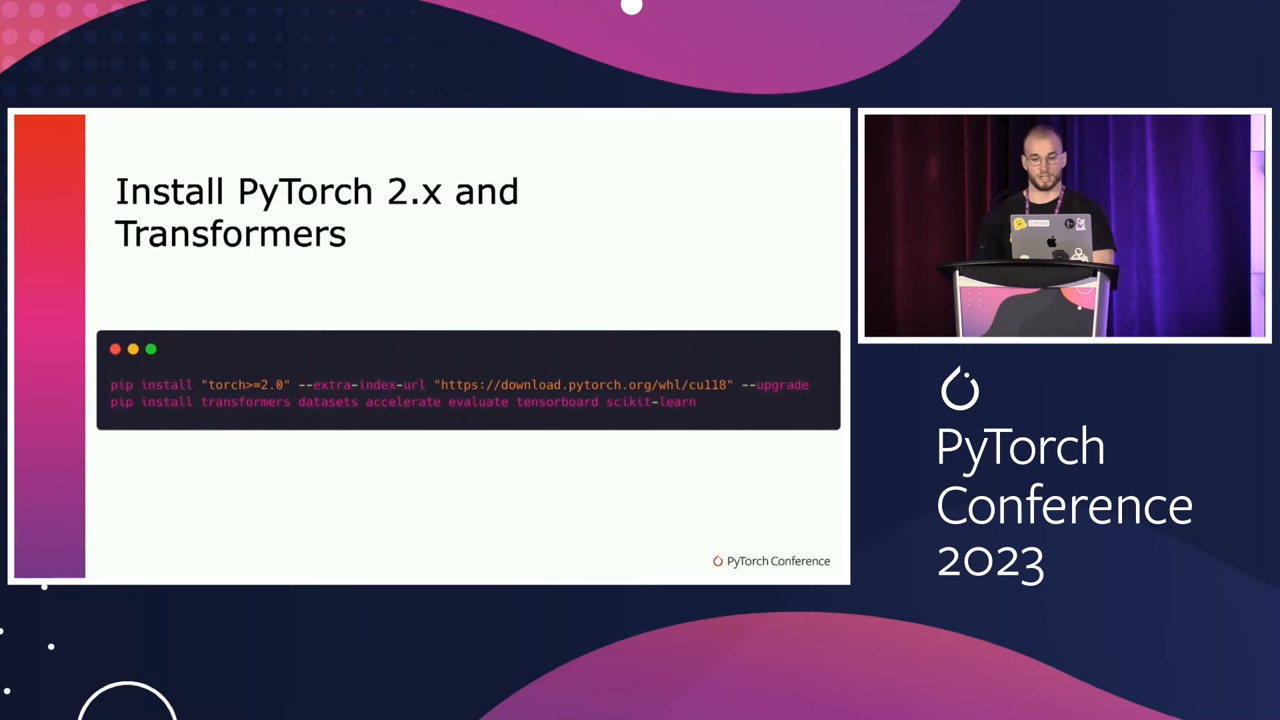 Install PyTorch 2.x and
Transformers
pip install "torch>=2.0" --extra-index-url "https://download.pytorch.org/whl/cu118" --upgrade
pip install transformers datasets accelerate evaluate tensorboard scikit-learn
PyTorch Conference
PyTorch
Conference
2023